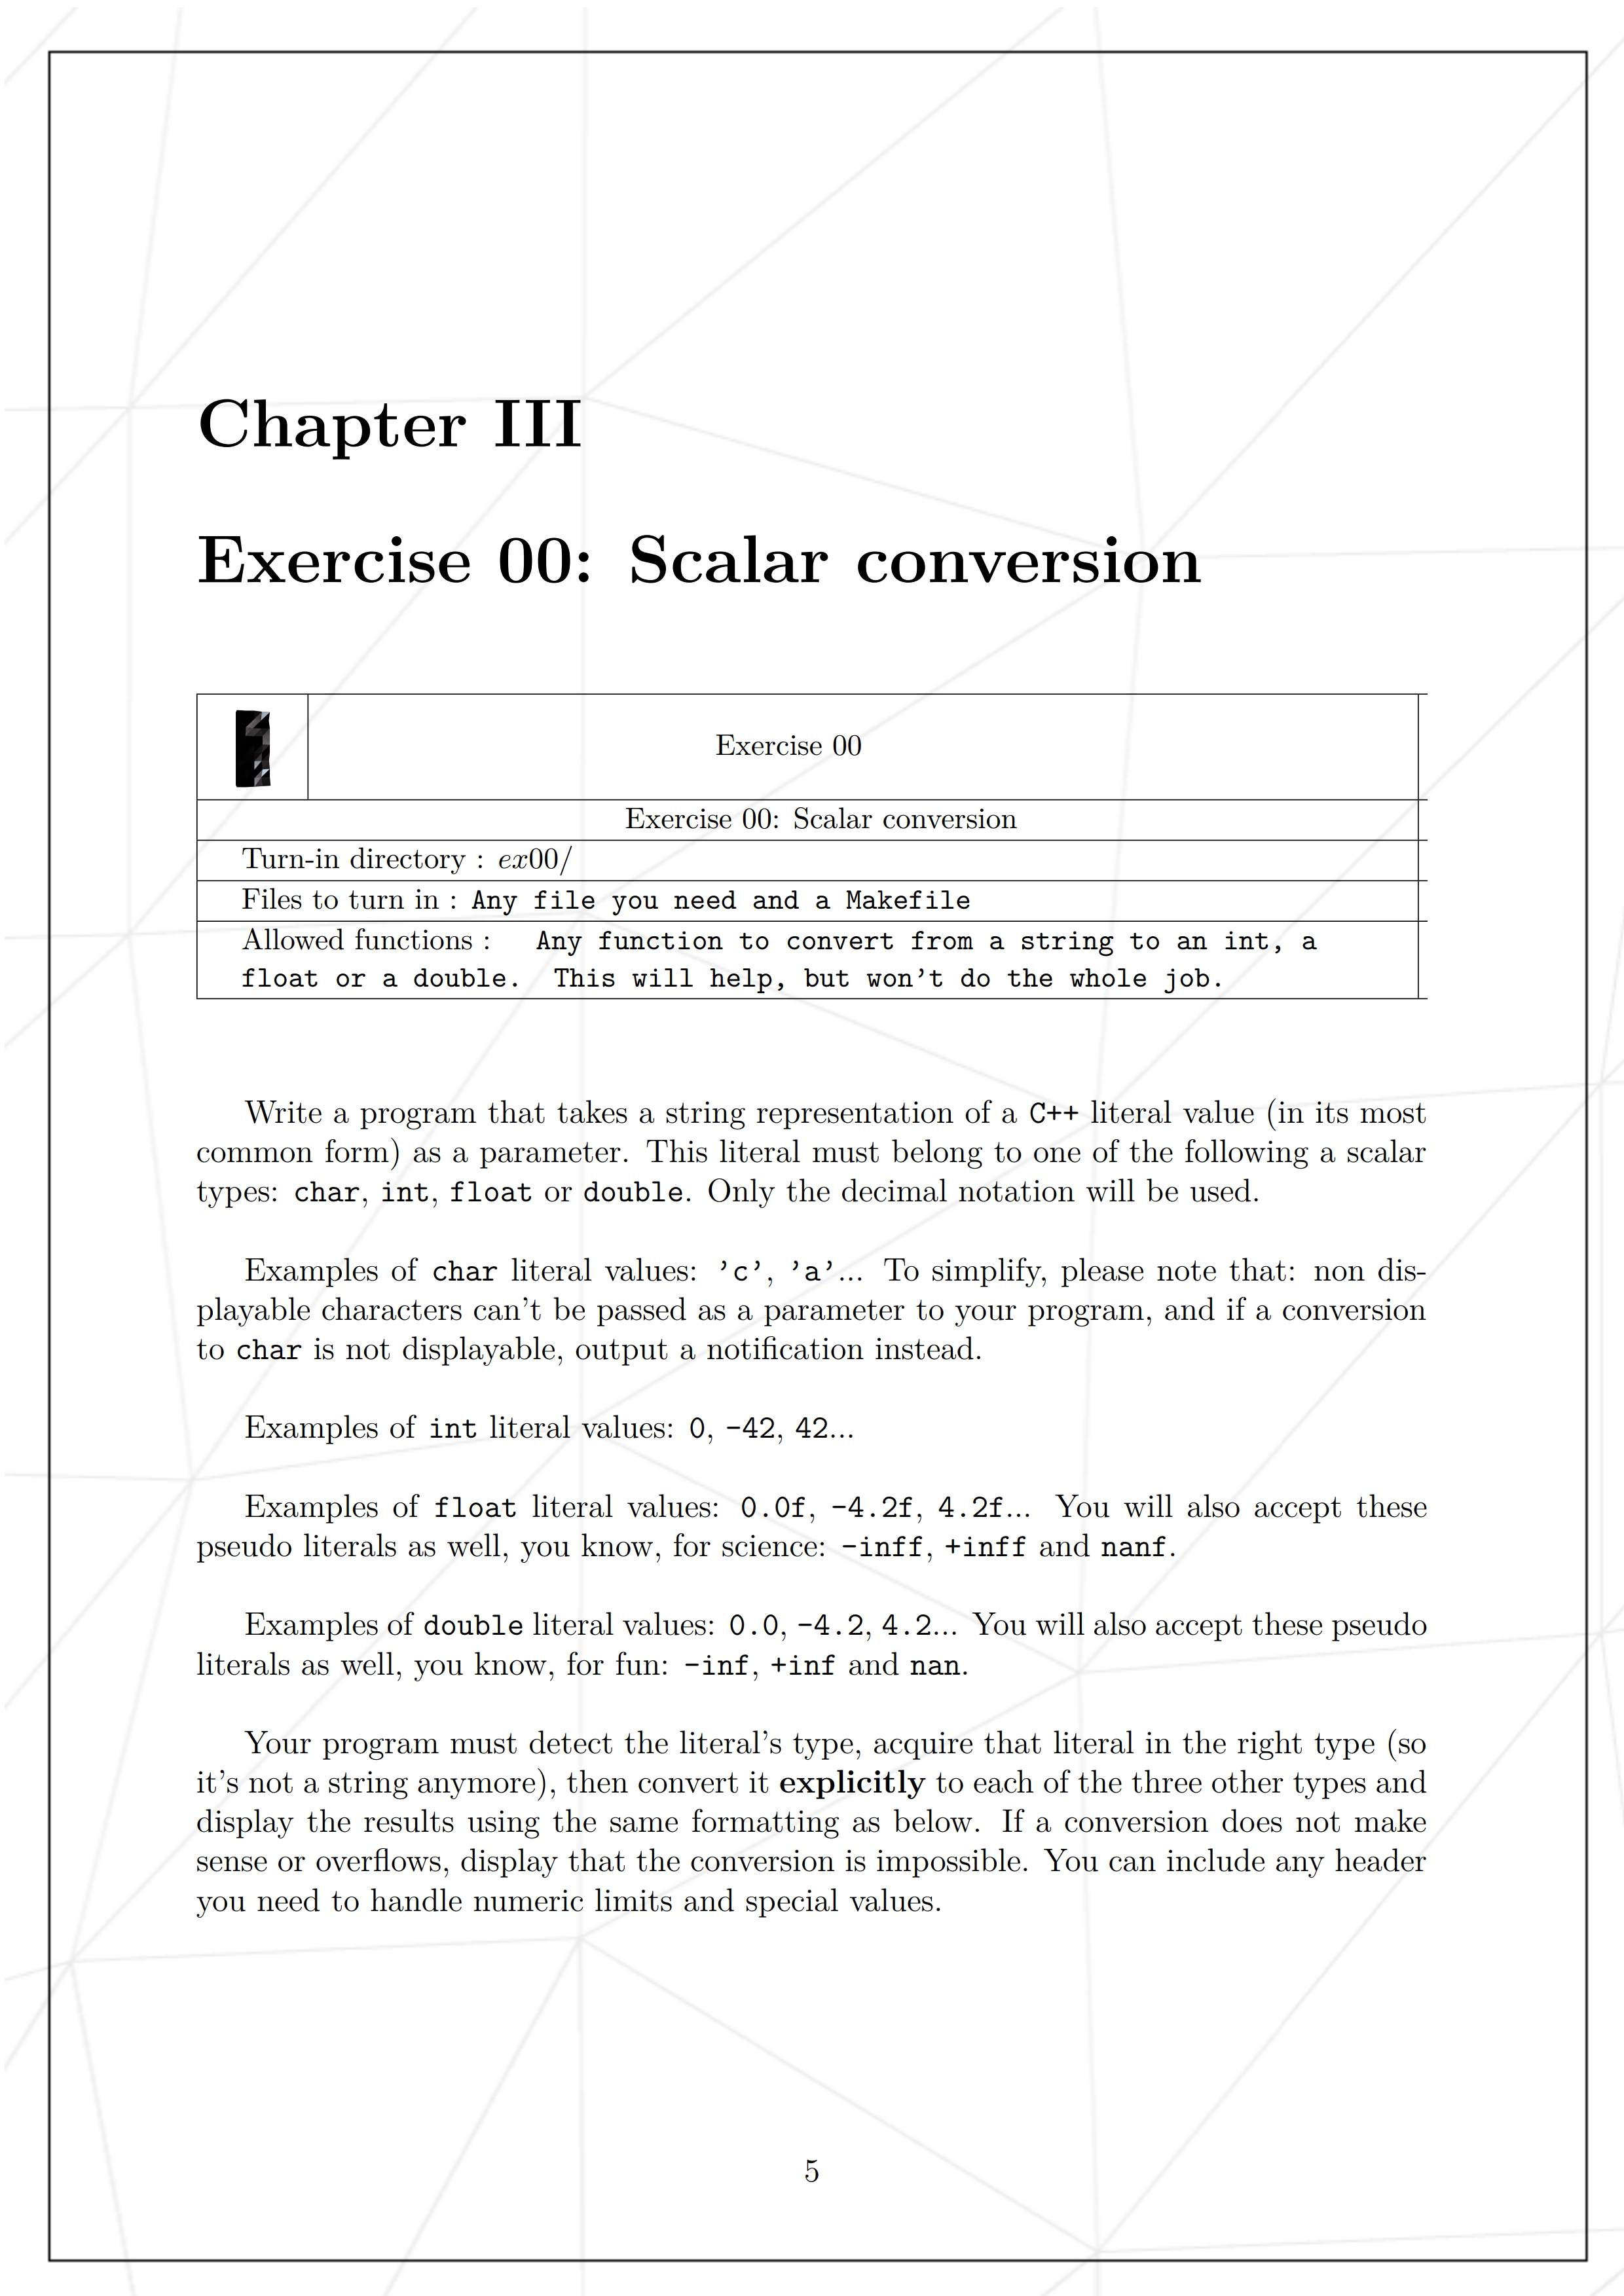 Chapter III
Exercise 00: Scalar conversion
Exercise 00
Exercise 00: Scalar conversion
Turn-in directory : ex00/
Files to turn in : Any file you need and a Makefile
Allowed functions : Any function to convert from a string to an int, a
float or a double. This will help, but won't do the whole job.
Write a program that takes a string representation of a C++ literal value (in its most
common form) as a parameter. This literal must belong to one of the following a scalar
types: char, int, float or double. Only the decimal notation will be used.
Examples of char literal values: 'c', 'a'... To simplify, please note that: non dis-
playable characters can't be passed as a parameter to your program, and if a conversion
to char is not displayable, output a notification instead.
Examples of int literal values: 0, -42, 42...
Examples of float literal values: 0.0f, -4.2f, 4.2f... You will also accept these
pseudo literals as well, you know, for science: -inff, +inff and nanf.
Examples of double literal values: 0.0, -4.2, 4.2... You will also accept these pseudo
literals as well, you know, for fun: -inf, +inf and nan.
Your program must detect the literal's type, acquire that literal in the right type (so
it's not a string anymore), then convert it explicitly to each of the three other types and
display the results using the same formatting as below. If a conversion does not make
sense or overflows, display that the conversion is impossible. You can include any header
you need to handle numeric limits and special values.
5